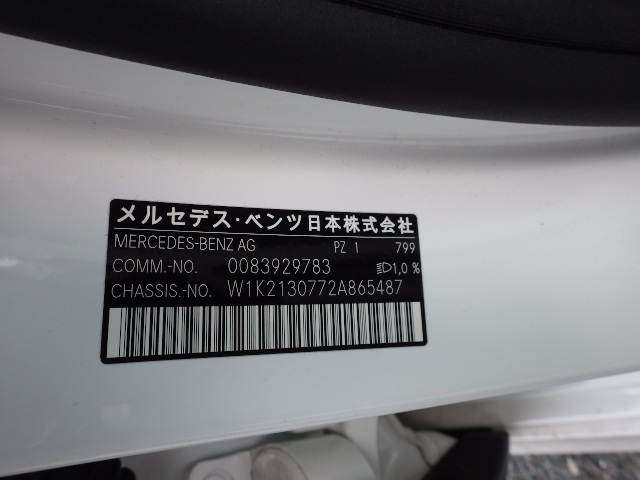 メルセデス・ベンツ日本株式会社
MERCEDES-BENZ AG PZ 1 799
COMM.-NO. 0083929783 1,0 %
CHASSIS.-NO. W1K2130772A865487